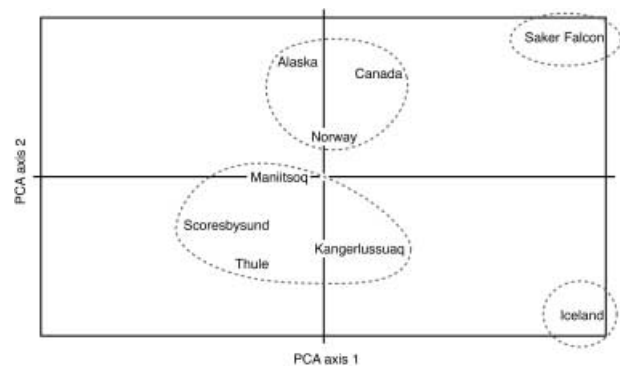 Saker Falcon
Alaska
Canada
Norway
PCA axis 2
Maniitsoq
Scoresbysund
Kangerlussuaq
Thule
Iceland
PCA axis 1